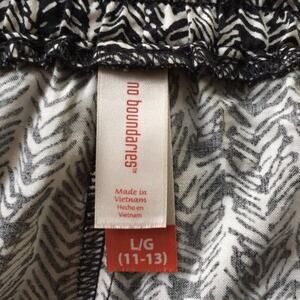 no boundaries™
Made in
Vietnam
Hecho en
Vietnam
L/G
(11-13)